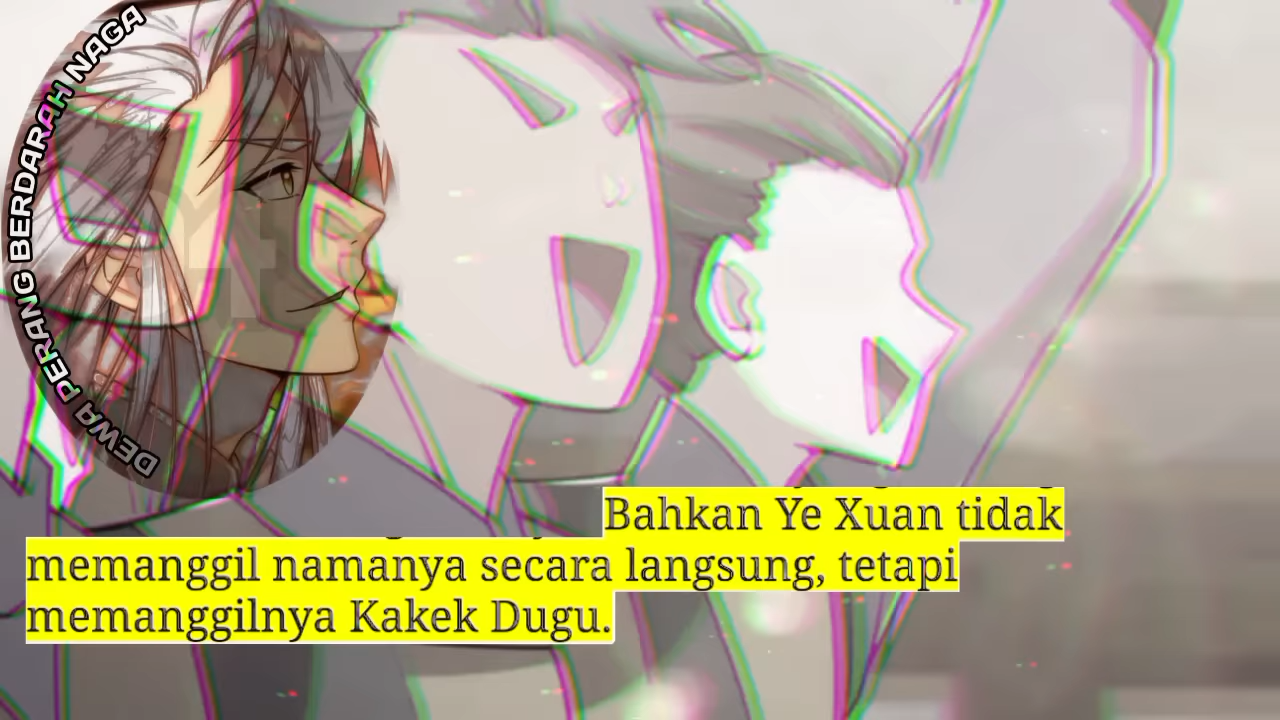 DEWA PERANG BERDARAH NAGA
Bahkan Ye Xuan tidak
memanggil namanya secara langsung, tetapi
memanggilnya Kakek Dugu.